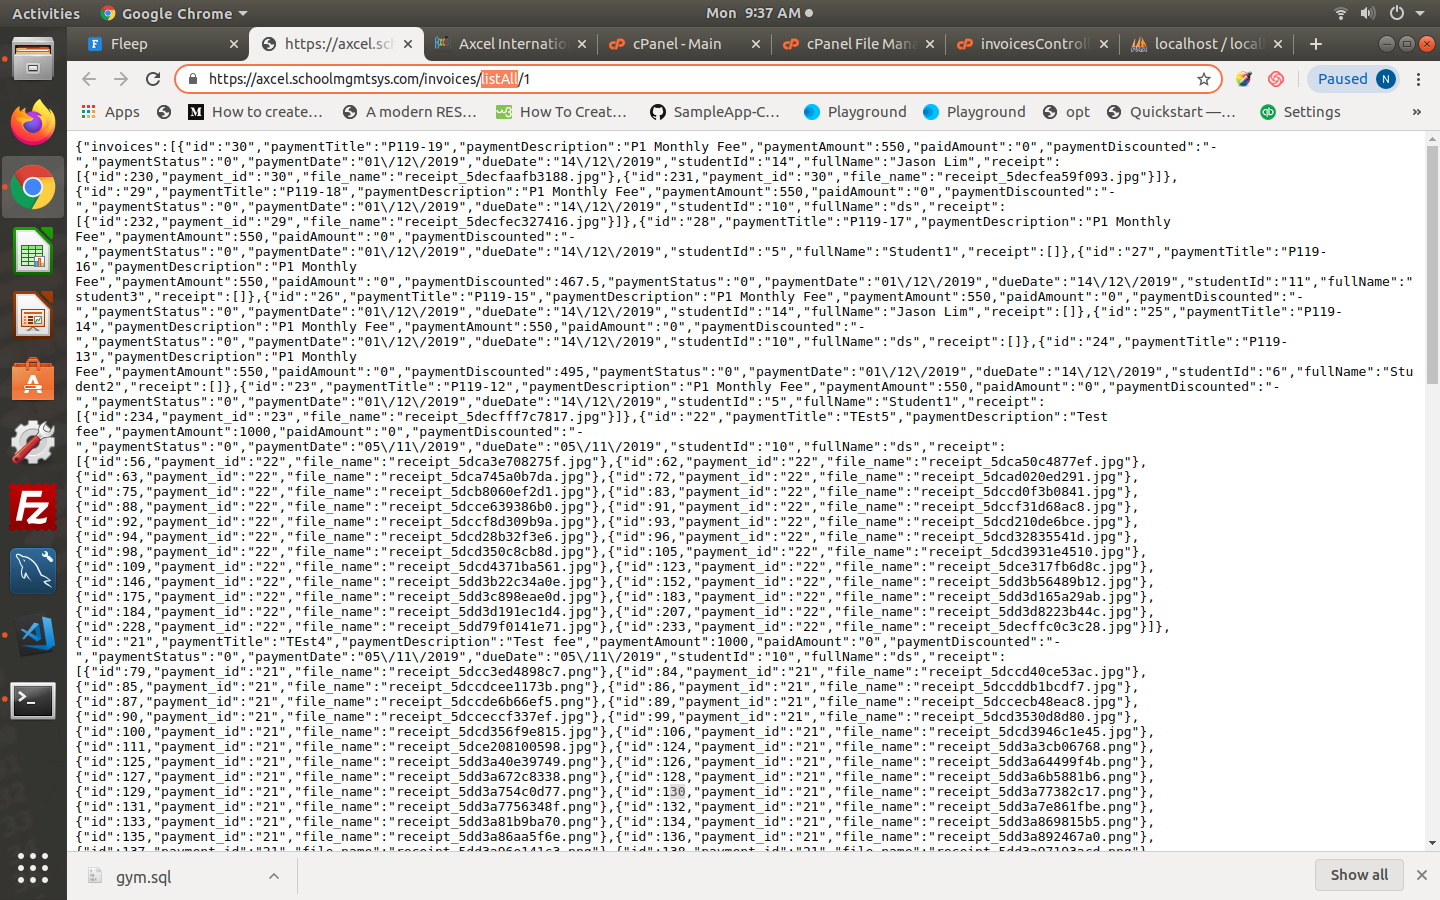 Activities
Google Chrome
Mon 9:37 AM
Fleep
https://axcel.sch
Axcel Internatio
cPanel - Main
cPanel File Man
invoicesControll
localhost / local
https://axcel.schoolmgmtsys.com/invoices/listAll/1
Paused
N
Apps
How to create...
A modern RES...
How To Creat...
SampleApp-C...
Playground
Playground
opt
Quickstart —...
Settings
»
{"invoices":[{"id":"30","paymentTitle":"P119-19","paymentDescription":"P1 Monthly Fee","paymentAmount":550,"paidAmount":"0","paymentDiscounted":"-
","paymentStatus":"0","paymentDate":"01\/12\/2019","dueDate":"14\/12\/2019","studentId":"14","fullName":"Jason Lim","receipt":
[{"id":230,"payment_id":"30","file_name":"receipt_5decfaafb3188.jpg"},{"id":231,"payment_id":"30","file_name":"receipt_5decfea59f093.jpg"}]},
{"id":"29","paymentTitle":"P119-18","paymentDescription":"P1 Monthly Fee","paymentAmount":550,"paidAmount":"0","paymentDiscounted":"-
","paymentStatus":"0","paymentDate":"01\/12\/2019","dueDate":"14\/12\/2019","studentId":"10","fullName":"ds","receipt":
[{"id":232,"payment_id":"29","file_name":"receipt_5decfec327416.jpg"}]},{"id":"28","paymentTitle":"P119-17","paymentDescription":"P1 Monthly
Fee","paymentAmount":550,"paidAmount":"0","paymentDiscounted":"-
","paymentStatus":"0","paymentDate":"01\/12\/2019","dueDate":"14\/12\/2019","studentId":"5","fullName":"Student1","receipt":[]},{"id":"27","paymentTitle":"P119-
16","paymentDescription":"P1 Monthly
Fee","paymentAmount":550,"paidAmount":"0","paymentDiscounted":467.5,"paymentStatus":"0","paymentDate":"01\/12\/2019","dueDate":"14\/12\/2019","studentId":"11","fullName":"
student3","receipt":[]},{"id":"26","paymentTitle":"P119-15","paymentDescription":"P1 Monthly Fee","paymentAmount":550,"paidAmount":"0","paymentDiscounted":"-
","paymentStatus":"0","paymentDate":"01\/12\/2019","dueDate":"14\/12\/2019","studentId":"14","fullName":"Jason Lim","receipt":[]},{"id":"25","paymentTitle":"P119-
14","paymentDescription":"P1 Monthly Fee","paymentAmount":550,"paidAmount":"0","paymentDiscounted":"-
","paymentStatus":"0","paymentDate":"01\/12\/2019","dueDate":"14\/12\/2019","studentId":"10","fullName":"ds","receipt":[]},{"id":"24","paymentTitle":"P119-
13","paymentDescription":"P1 Monthly
Fee","paymentAmount":550,"paidAmount":"0","paymentDiscounted":495,"paymentStatus":"0","paymentDate":"01\/12\/2019","dueDate":"14\/12\/2019","studentId":"6","fullName":"Stu
dent2","receipt":[]},{"id":"23","paymentTitle":"P119-12","paymentDescription":"P1 Monthly Fee","paymentAmount":550,"paidAmount":"0","paymentDiscounted":"-
","paymentStatus":"0","paymentDate":"01\/12\/2019","dueDate":"14\/12\/2019","studentId":"5","fullName":"Student1","receipt":
[{"id":234,"payment_id":"23","file_name":"receipt_5decfff7c7817.jpg"}]},{"id":"22","paymentTitle":"TEst5","paymentDescription":"Test
fee","paymentAmount":1000,"paidAmount":"0","paymentDiscounted":"-
","paymentStatus":"0","paymentDate":"05\/11\/2019","dueDate":"05\/11\/2019","studentId":"10","fullName":"ds","receipt":
[{"id":56,"payment_id":"22","file_name":"receipt_5dca3e708275f.jpg"},{"id":62,"payment_id":"22","file_name":"receipt_5dca50c4877ef.jpg"},
{"id":63,"payment_id":"22","file_name":"receipt_5dca745a0b7da.jpg"},{"id":72,"payment_id":"22","file_name":"receipt_5dcad020ed291.jpg"},
{"id":75,"payment_id":"22","file_name":"receipt_5dcb8060ef2d1.jpg"},{"id":83,"payment_id":"22","file_name":"receipt_5dccd0f3b0841.jpg"},
{"id":88,"payment_id":"22","file_name":"receipt_5dcce639386b0.jpg"},{"id":91,"payment_id":"22","file_name":"receipt_5dccf31d68ac8.jpg"},
{"id":92,"payment_id":"22","file_name":"receipt_5dccf8d309b9a.jpg"},{"id":93,"payment_id":"22","file_name":"receipt_5dcd210de6bce.jpg"},
{"id":94,"payment_id":"22","file_name":"receipt_5dcd28b32f3e6.jpg"},{"id":96,"payment_id":"22","file_name":"receipt_5dcd32835541d.jpg"},
{"id":98,"payment_id":"22","file_name":"receipt_5dcd350c8cb8d.jpg"},{"id":105,"payment_id":"22","file_name":"receipt_5dcd3931e4510.jpg"},
{"id":109,"payment_id":"22","file_name":"receipt_5dcd4371ba561.jpg"},{"id":123,"payment_id":"22","file_name":"receipt_5dce317fb6d8c.jpg"},
{"id":146,"payment_id":"22","file_name":"receipt_5dd3b22c34a0e.jpg"},{"id":152,"payment_id":"22","file_name":"receipt_5dd3b56489b12.jpg"},
{"id":175,"payment_id":"22","file_name":"receipt_5dd3c898eae0d.jpg"},{"id":183,"payment_id":"22","file_name":"receipt_5dd3d165a29ab.jpg"},
{"id":184,"payment_id":"22","file_name":"receipt_5dd3d191ec1d4.jpg"},{"id":207,"payment_id":"22","file_name":"receipt_5dd3d8223b44c.jpg"},
{"id":228,"payment_id":"22","file_name":"receipt_5dd79f0141e71.jpg"},{"id":233,"payment_id":"22","file_name":"receipt_5decffc0c3c28.jpg"}]},
{"id":"21","paymentTitle":"TEst4","paymentDescription":"Test fee","paymentAmount":1000,"paidAmount":"0","paymentDiscounted":"-
","paymentStatus":"0","paymentDate":"05\/11\/2019","dueDate":"05\/11\/2019","studentId":"10","fullName":"ds","receipt":
[{"id":79,"payment_id":"21","file_name":"receipt_5dcc3ed4898c7.png"},{"id":84,"payment_id":"21","file_name":"receipt_5dccd40ce53ac.jpg"},
{"id":85,"payment_id":"21","file_name":"receipt_5dccdcee1173b.png"},{"id":86,"payment_id":"21","file_name":"receipt_5dccddb1bcdf7.jpg"},
{"id":87,"payment_id":"21","file_name":"receipt_5dccde6b66ef5.png"},{"id":89,"payment_id":"21","file_name":"receipt_5dccecb48eac8.jpg"},
{"id":90,"payment_id":"21","file_name":"receipt_5dcceccf337ef.jpg"},{"id":99,"payment_id":"21","file_name":"receipt_5dcd3530d8d80.jpg"},
{"id":100,"payment_id":"21","file_name":"receipt_5dcd356f9e815.jpg"},{"id":106,"payment_id":"21","file_name":"receipt_5dcd3946c1e45.jpg"},
{"id":111,"payment_id":"21","file_name":"receipt_5dce208100598.jpg"},{"id":124,"payment_id":"21","file_name":"receipt_5dd3a3cb06768.png"},
{"id":125,"payment_id":"21","file_name":"receipt_5dd3a40e39749.png"},{"id":126,"payment_id":"21","file_name":"receipt_5dd3a64499f4b.png"},
{"id":127,"payment_id":"21","file_name":"receipt_5dd3a672c8338.png"},{"id":128,"payment_id":"21","file_name":"receipt_5dd3a6b5881b6.png"},
{"id":129,"payment_id":"21","file_name":"receipt_5dd3a754c0d77.png"},{"id":130,"payment_id":"21","file_name":"receipt_5dd3a77382c17.png"},
{"id":131,"payment_id":"21","file_name":"receipt_5dd3a7756348f.png"},{"id":132,"payment_id":"21","file_name":"receipt_5dd3a7e861fbe.png"},
{"id":133,"payment_id":"21","file_name":"receipt_5dd3a81b9ba70.png"},{"id":134,"payment_id":"21","file_name":"receipt_5dd3a869815b5.png"},
{"id":135,"payment_id":"21","file_name":"receipt_5dd3a86aa5f6e.png"},{"id":136,"payment_id":"21","file_name":"receipt_5dd3a892467a0.png"},
gym.sql
Show all